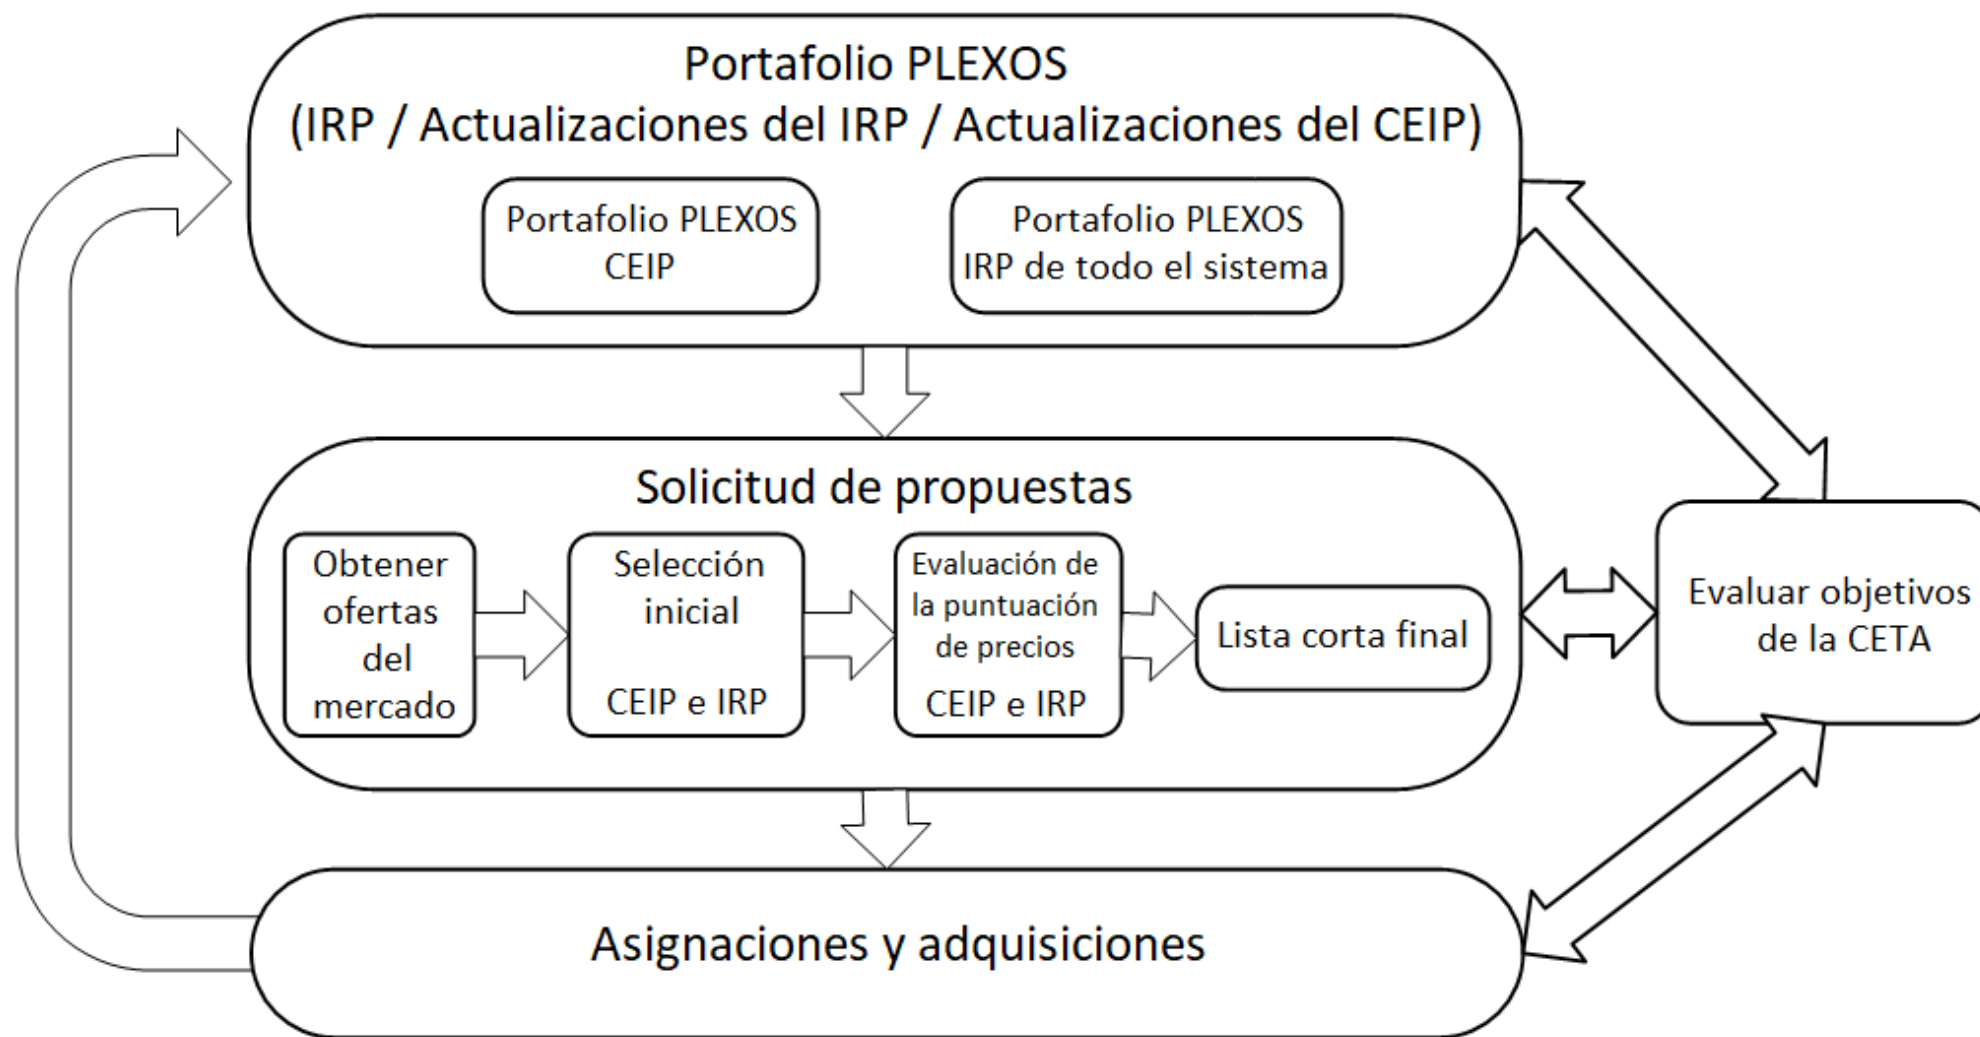 Portafolio PLEXOS
(IRP / Actualizaciones del IRP / Actualizaciones del CEIP)
Portafolio PLEXOS
CEIP
Portafolio PLEXOS
IRP de todo el sistema
Solicitud de propuestas
Obtener
ofertas
del
mercado
Selección
inicial
CEIP e IRP
Evaluación de
la puntuación
de precios
CEIP e IRP
Lista corta final
Evaluar objetivos
de la CETA
Asignaciones y adquisiciones